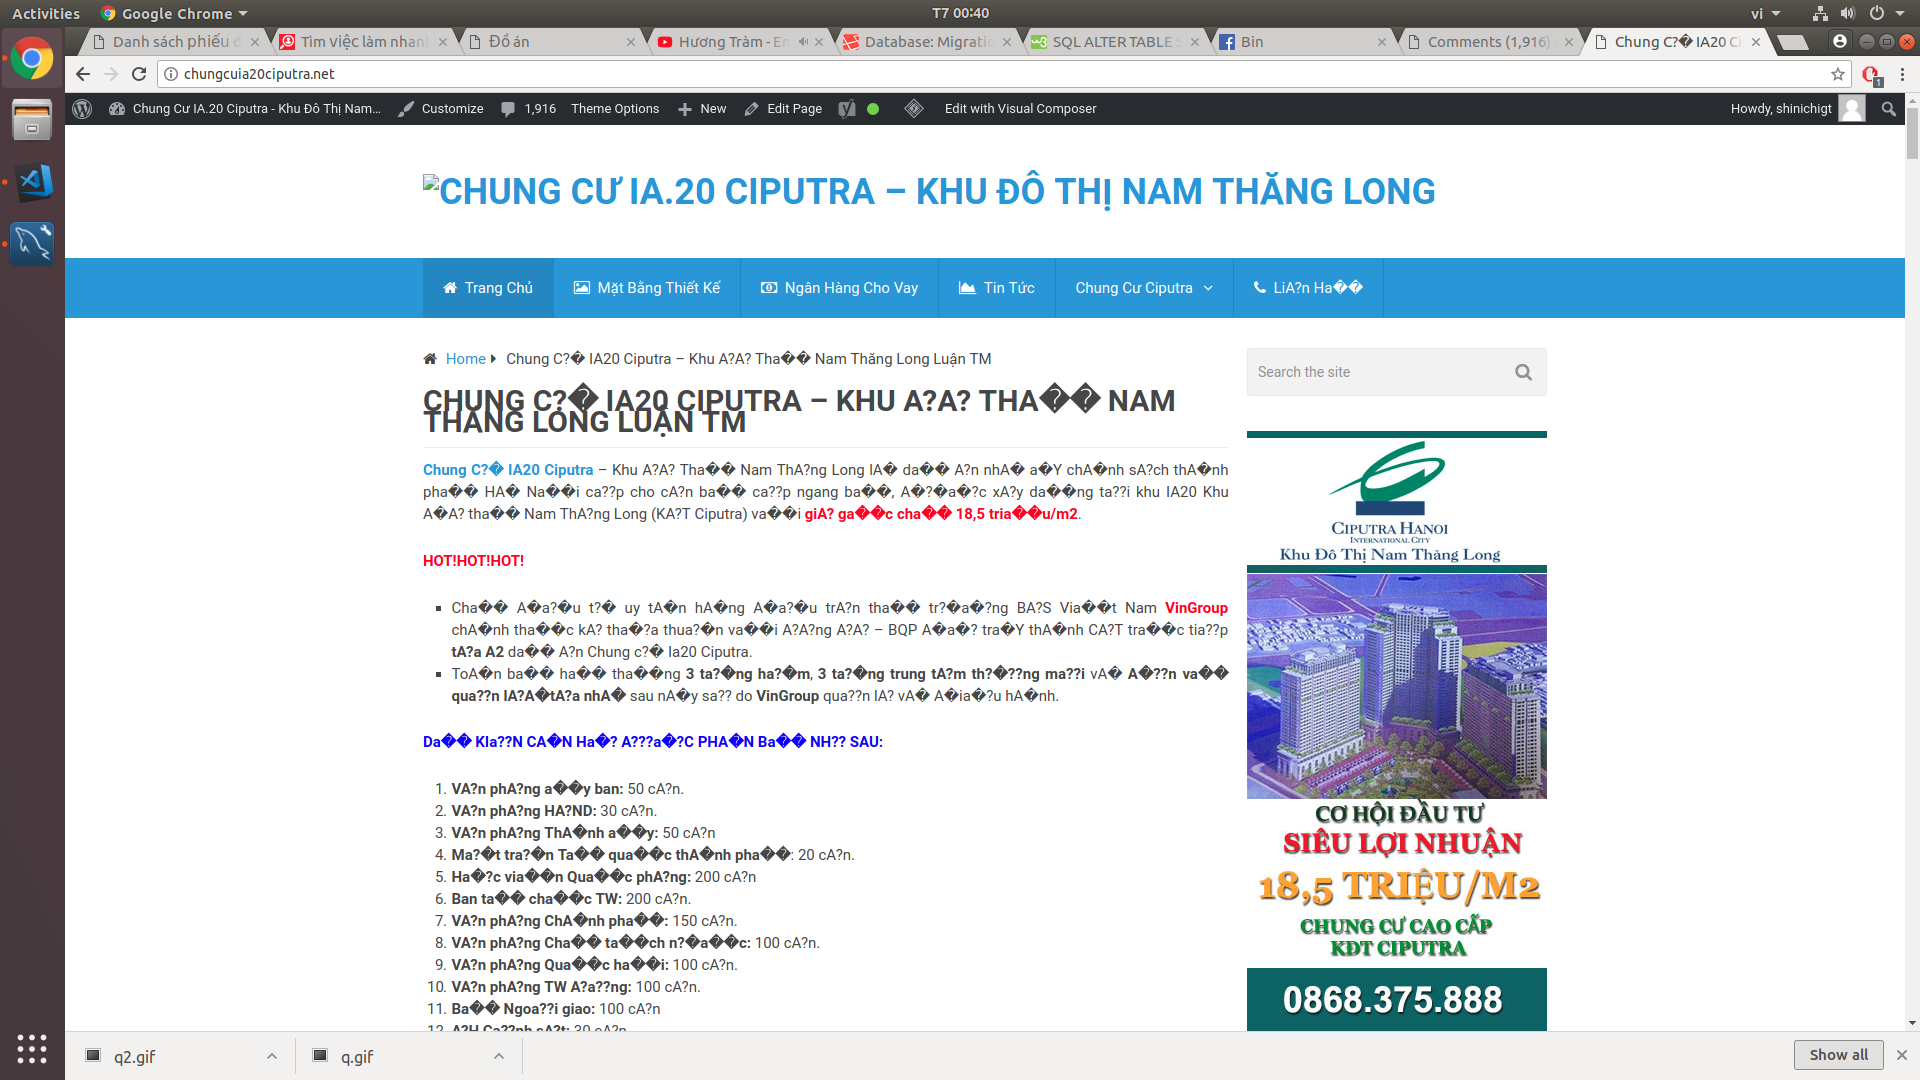 Activities Google Chrome T7 00:40 vi
Danh sách phiếu đ Tìm việc làm nhanh Đồ án Hương Tràm - Em Database: Migratio SQL ALTER TABLE S Bin Comments (1,916) Chung C?� IA20 Ci
chungcuia20ciputra.net
Chung Cư IA.20 Ciputra - Khu Đô Thị Nam... Customize 1,916 Theme Options New Edit Page Edit with Visual Composer Howdy, shinichigt
CHUNG CƯ IA.20 CIPUTRA – KHU ĐÔ THỊ NAM THĂNG LONG
Trang Chủ Mặt Bằng Thiết Kế Ngân Hàng Cho Vay Tin Tức Chung Cư Ciputra LiA?n Ha��
Home Chung C?� IA20 Ciputra – Khu A?A? Tha�� Nam Thăng Long Luận TM
Search the site
CHUNG C?� IA20 CIPUTRA – KHU A?A? THA�� NAM
THĂNG LONG LUẬN TM
Chung C?� IA20 Ciputra – Khu A?A? Tha�� Nam ThA?ng Long lA� da�� A?n nhA� a�Y chA�nh sA?ch thA�nh
pha�� HA� Na��i ca??p cho cA?n ba�� ca??p ngang ba��, A�?�a�?c xA?y da��ng ta??i khu IA20 Khu
A�A? tha�� Nam ThA?ng Long (KA?T Ciputra) va��i giA? ga��c cha�� 18,5 tria��u/m2.
HOT!HOT!HOT!
Cha�� A�a?�u t?� uy tA�n hA�ng A�a?�u trA?n tha�� tr?�a�?ng BA?S Via��t Nam VinGroup
chA�nh tha��c kA? tha�?a thua?�n va��i A?A?ng A?A? – BQP A�a�? tra�Y thA�nh CA?T tra��c tia??p
tA?a A2 da�� A?n Chung c?� Ia20 Ciputra.
ToA�n ba�� ha�� tha��ng 3 ta?�ng ha?�m, 3 ta?�ng trung tA?m th?�??ng ma??i vA� A�??n va��
qua??n lA?A�tA?a nhA� sau nA�y sa?? do VinGroup qua??n lA? vA� A�ia�?u hA�nh.
Da�� KIa??N CA�N Ha�? A???a�?C PHA�N Ba�� NH?? SAU:
1. VA?n phA?ng a��y ban: 50 cA?n.
2. VA?n phA?ng HA?ND: 30 cA?n.
3. VA?n phA?ng ThA�nh a��y: 50 cA?n
4. Ma?�t tra?�n Ta�� qua��c thA�nh pha��: 20 cA?n.
5. Ha�?c via��n Qua��c phA?ng: 200 cA?n
6. Ban ta�� cha��c TW: 200 cA?n.
7. VA?n phA?ng ChA�nh pha��: 150 cA?n.
8. VA?n phA?ng Cha�� ta��ch n?�a��c: 100 cA?n.
9. VA?n phA?ng Qua��c ha��i: 100 cA?n.
10. VA?n phA?ng TW A?a??ng: 100 cA?n.
11. Ba�� Ngoa??i giao: 100 cA?n
12. A?H Ca??nh sA?t: 30 cA?n
CIPUTRA HANOI
INTERNATIONAL CITY
Khu Đô Thị Nam Thăng Long
CƠ HỘI ĐẦU TƯ
SIÊU LỢI NHUẬN
18,5 TRIỆU/M2
CHUNG CƯ CAO CẤP
KĐT CIPUTRA
0868.375.888
q2.gif q.gif Show all